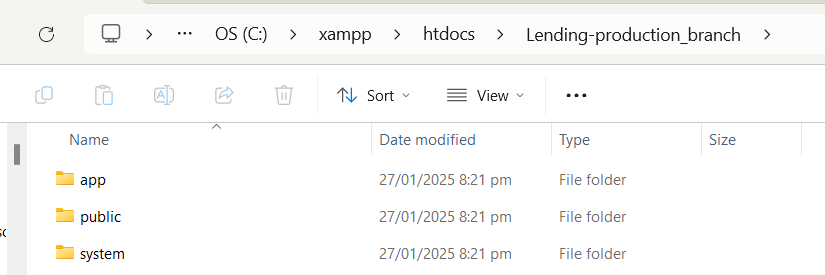 OS (C:) xampp htdocs Lending-production_branch
Sort View
Name Date modified Type Size
app 27/01/2025 8:21 pm File folder
public 27/01/2025 8:21 pm File folder
system 27/01/2025 8:21 pm File folder